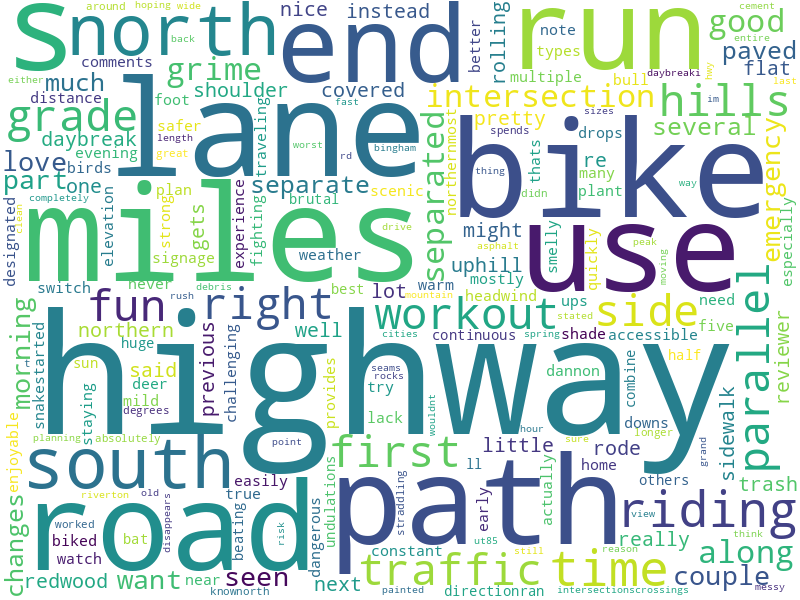 around hoping wide
s north end run
back
nice instead
note
cement
good
either
comments
grime
better
rolling
types
paved
entire
much
shoulder covered
multiple
bull
daybreaki
hwy
flat
last
distance
foot
intersection
grade
lane
safer
traveling
hills
im
fast
drops
sizes
daybreak
evening
pretty
several
love birds
length
worst
rd
separated
northernmost
thats
re
part one
great
bingham
spends
bike
thing
way
didn
many
plant
emergency
especially
completely
plan
separate
designated
elevation
strong
gets
experience
fighting
scenic
brutal
clean
signage
weather
drive
might
smelly
quickly
use
asphalt
peak
moving
miles
uphill
mostly
switch
never
debris
best
warm
headwind
mountain
stated
ups
need
morning
fun
right
lot
workout
side
parallel
reviewer
rush
cities
spring
five
northern
huge
well
continuous
shade
accessible
snakestarted
sun
said
previous
challenging
provides
seams
rocks
dannon
half
deer
mild
degrees
try
combine
staying
highway
enjoyable
planning
absolutely
lack
wouldnt
hour
downs
sidewalk
longer
point
first
little
rode
sure
others
grand
south
changes
riverton
old
easily
undulations
ll
home
actually
trash
road
true
disappears
beating
risk
dangerous
path
straddling
early
view
riding
think
worked
biked
bat
watch
constant
ut85
still
really
reason
along
redwood want near
seen
next
traffic time
couple
messy
knownorth
painted
directionran
intersectionscrossings